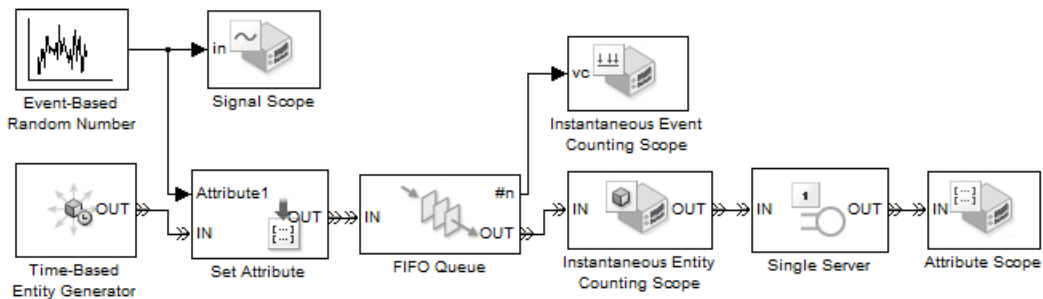 in
Signal Scope
Event-Based
Random Number
vc
Instantaneous Event
Counting Scope
OUT
Time-Based
Entity Generator
Attribute1
IN
OUT
Set Attribute
#n
IN
OUT
FIFO Queue
IN
OUT
Instantaneous Entity
Counting Scope
1
IN
OUT
Single Server
IN
Attribute Scope